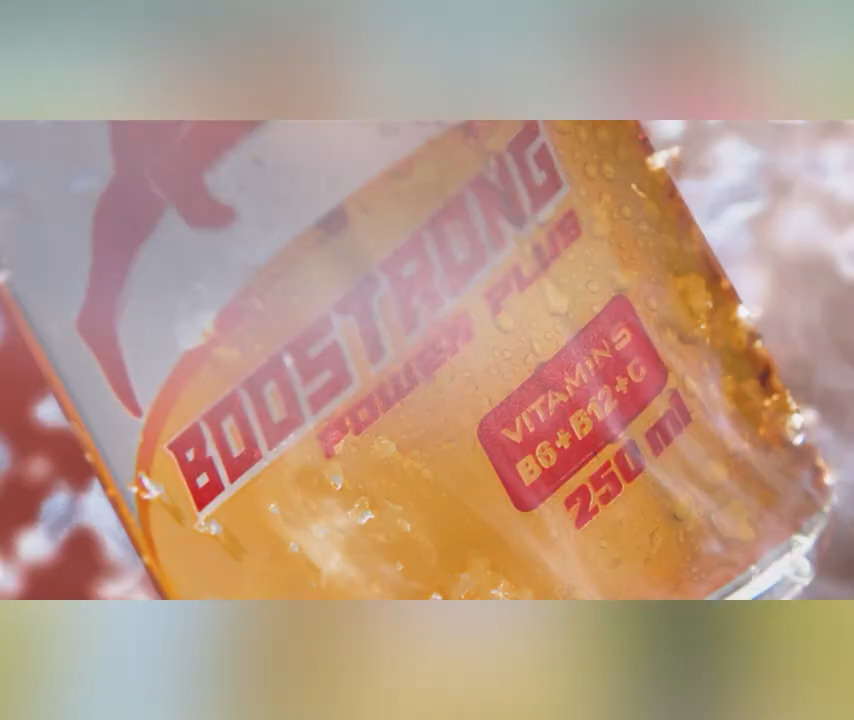 BOOSTRONG
POWER PLUS
VITAMINS
B6+B12+C
250 ml